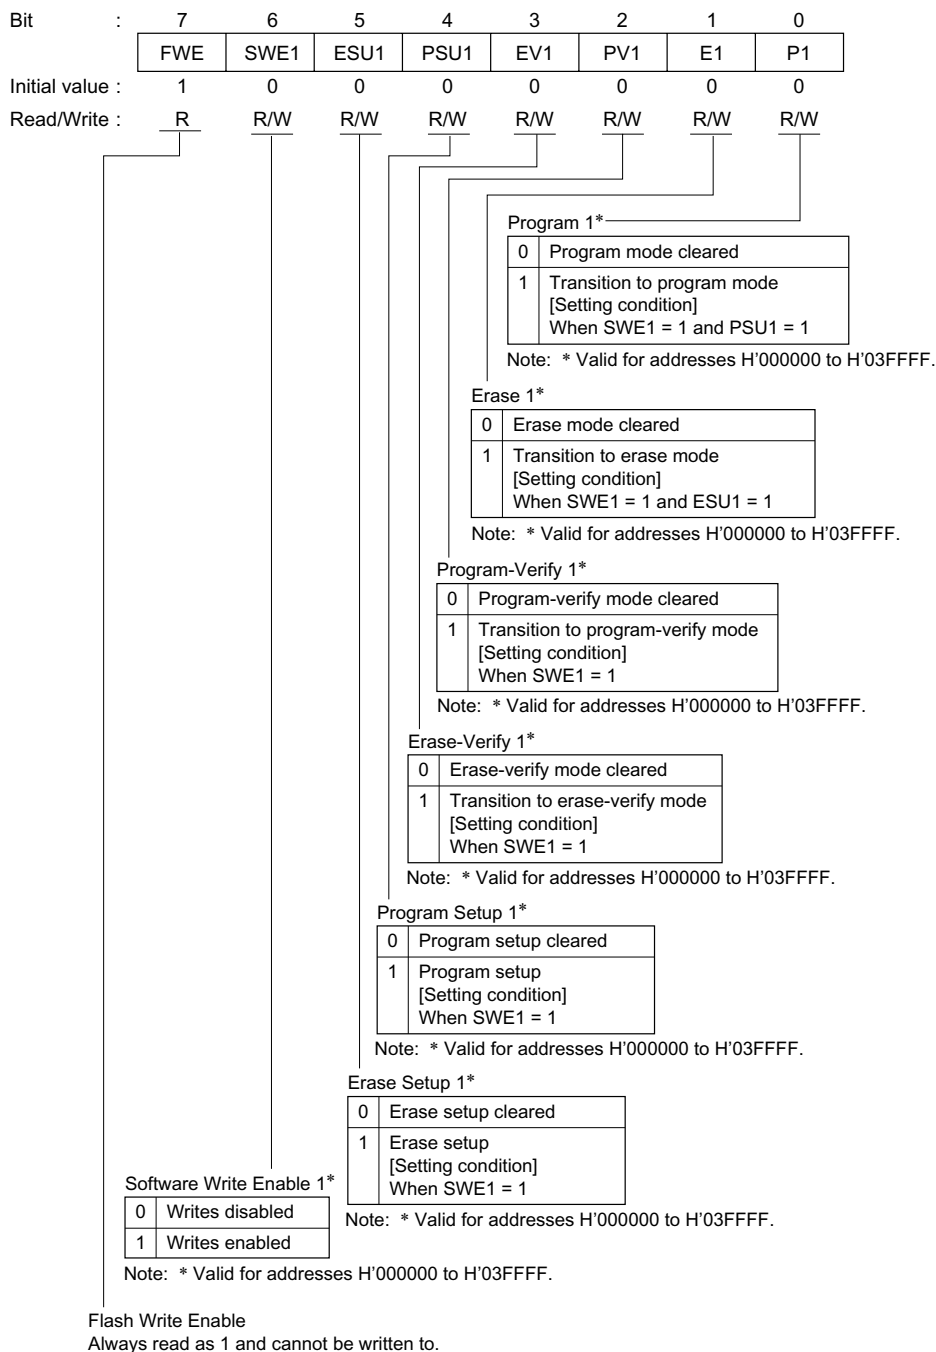 Bit : 7 6 5 4 3 2 1 0
FWE SWE1 ESU1 PSU1 EV1 PV1 E1 P1
Initial value : 1 0 0 0 0 0 0 0
Read/Write : R R/W R/W R/W R/W R/W R/W R/W
Program 1*
0 Program mode cleared
1 Transition to program mode
[Setting condition]
When SWE1 = 1 and PSU1 = 1
Note: * Valid for addresses H'000000 to H'03FFFF.
Erase 1*
0 Erase mode cleared
1 Transition to erase mode
[Setting condition]
When SWE1 = 1 and ESU1 = 1
Note: * Valid for addresses H'000000 to H'03FFFF.
Program-Verify 1*
0 Program-verify mode cleared
1 Transition to program-verify mode
[Setting condition]
When SWE1 = 1
Note: * Valid for addresses H'000000 to H'03FFFF.
Erase-Verify 1*
0 Erase-verify mode cleared
1 Transition to erase-verify mode
[Setting condition]
When SWE1 = 1
Note: * Valid for addresses H'000000 to H'03FFFF.
Program Setup 1*
0 Program setup cleared
1 Program setup
[Setting condition]
When SWE1 = 1
Note: * Valid for addresses H'000000 to H'03FFFF.
Erase Setup 1*
0 Erase setup cleared
1 Erase setup
[Setting condition]
When SWE1 = 1
Note: * Valid for addresses H'000000 to H'03FFFF.
Software Write Enable 1*
0 Writes disabled
1 Writes enabled
Note: * Valid for addresses H'000000 to H'03FFFF.
Flash Write Enable
Always read as 1 and cannot be written to.